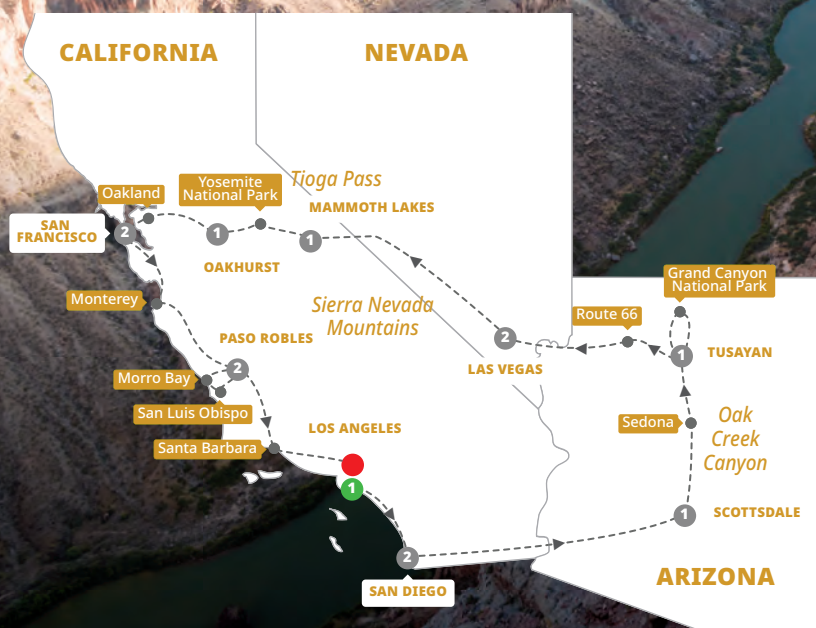 CALIFORNIA
NEVADA
Tioga Pass
Yosemite
National Park
Oakland
MAMMOTH LAKES
SAN
FRANCISCO
2
1
1
OAKHURST
Grand Canyon
National Park
Monterey
Sierra Nevada
Mountains
Route 66
PASO ROBLES
2
LAS VEGAS
1
TUSAYAN
Morro Bay
2
San Luis Obispo
Sedona
Oak
Creek
Canyon
LOS ANGELES
Santa Barbara
1
1
SCOTTSDALE
2
SAN DIEGO
ARIZONA